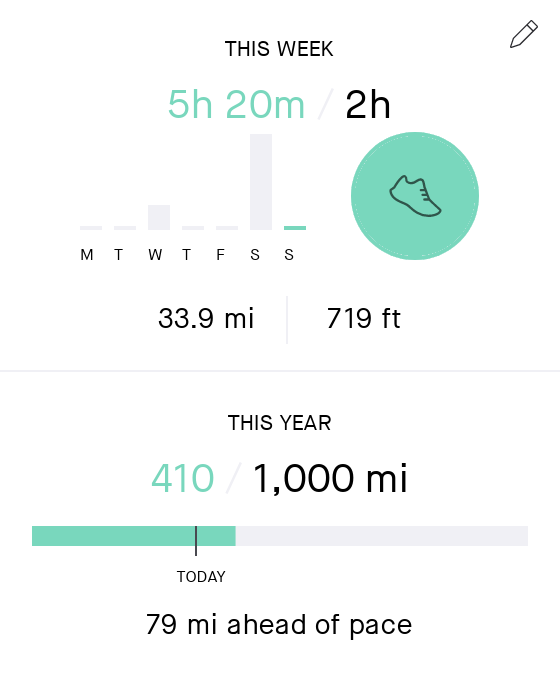 THIS WEEK
5h 20m / 2h
M T W T F S S
33.9 mi 719 ft
THIS YEAR
410 / 1,000 mi
TODAY
79 mi ahead of pace